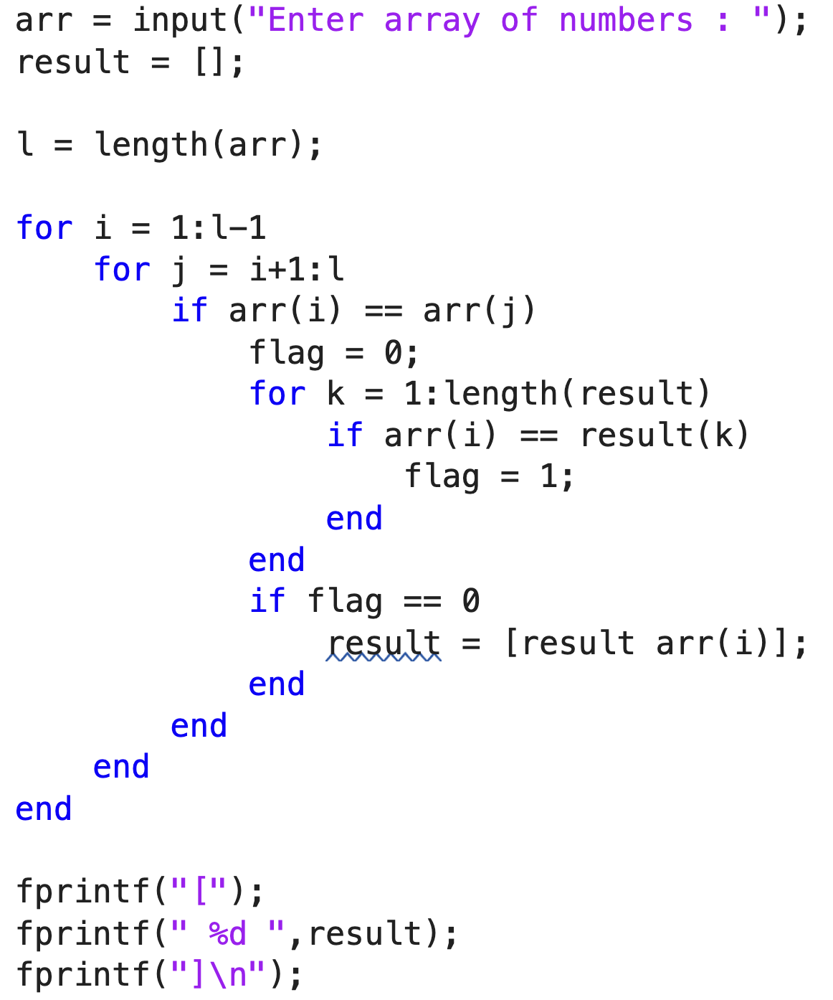 arr = input("Enter array of numbers : ");
result = [];
l = length(arr);
for i = 1:l-1
    for j = i+1:l
        if arr(i) == arr(j)
            flag = 0;
            for k = 1:length(result)
                if arr(i) == result(k)
                    flag = 1;
                end
            end
            if flag == 0
                result = [result arr(i)];
            end
        end
    end
end
fprintf("[");
fprintf(" %d ",result);
fprintf("]\n");